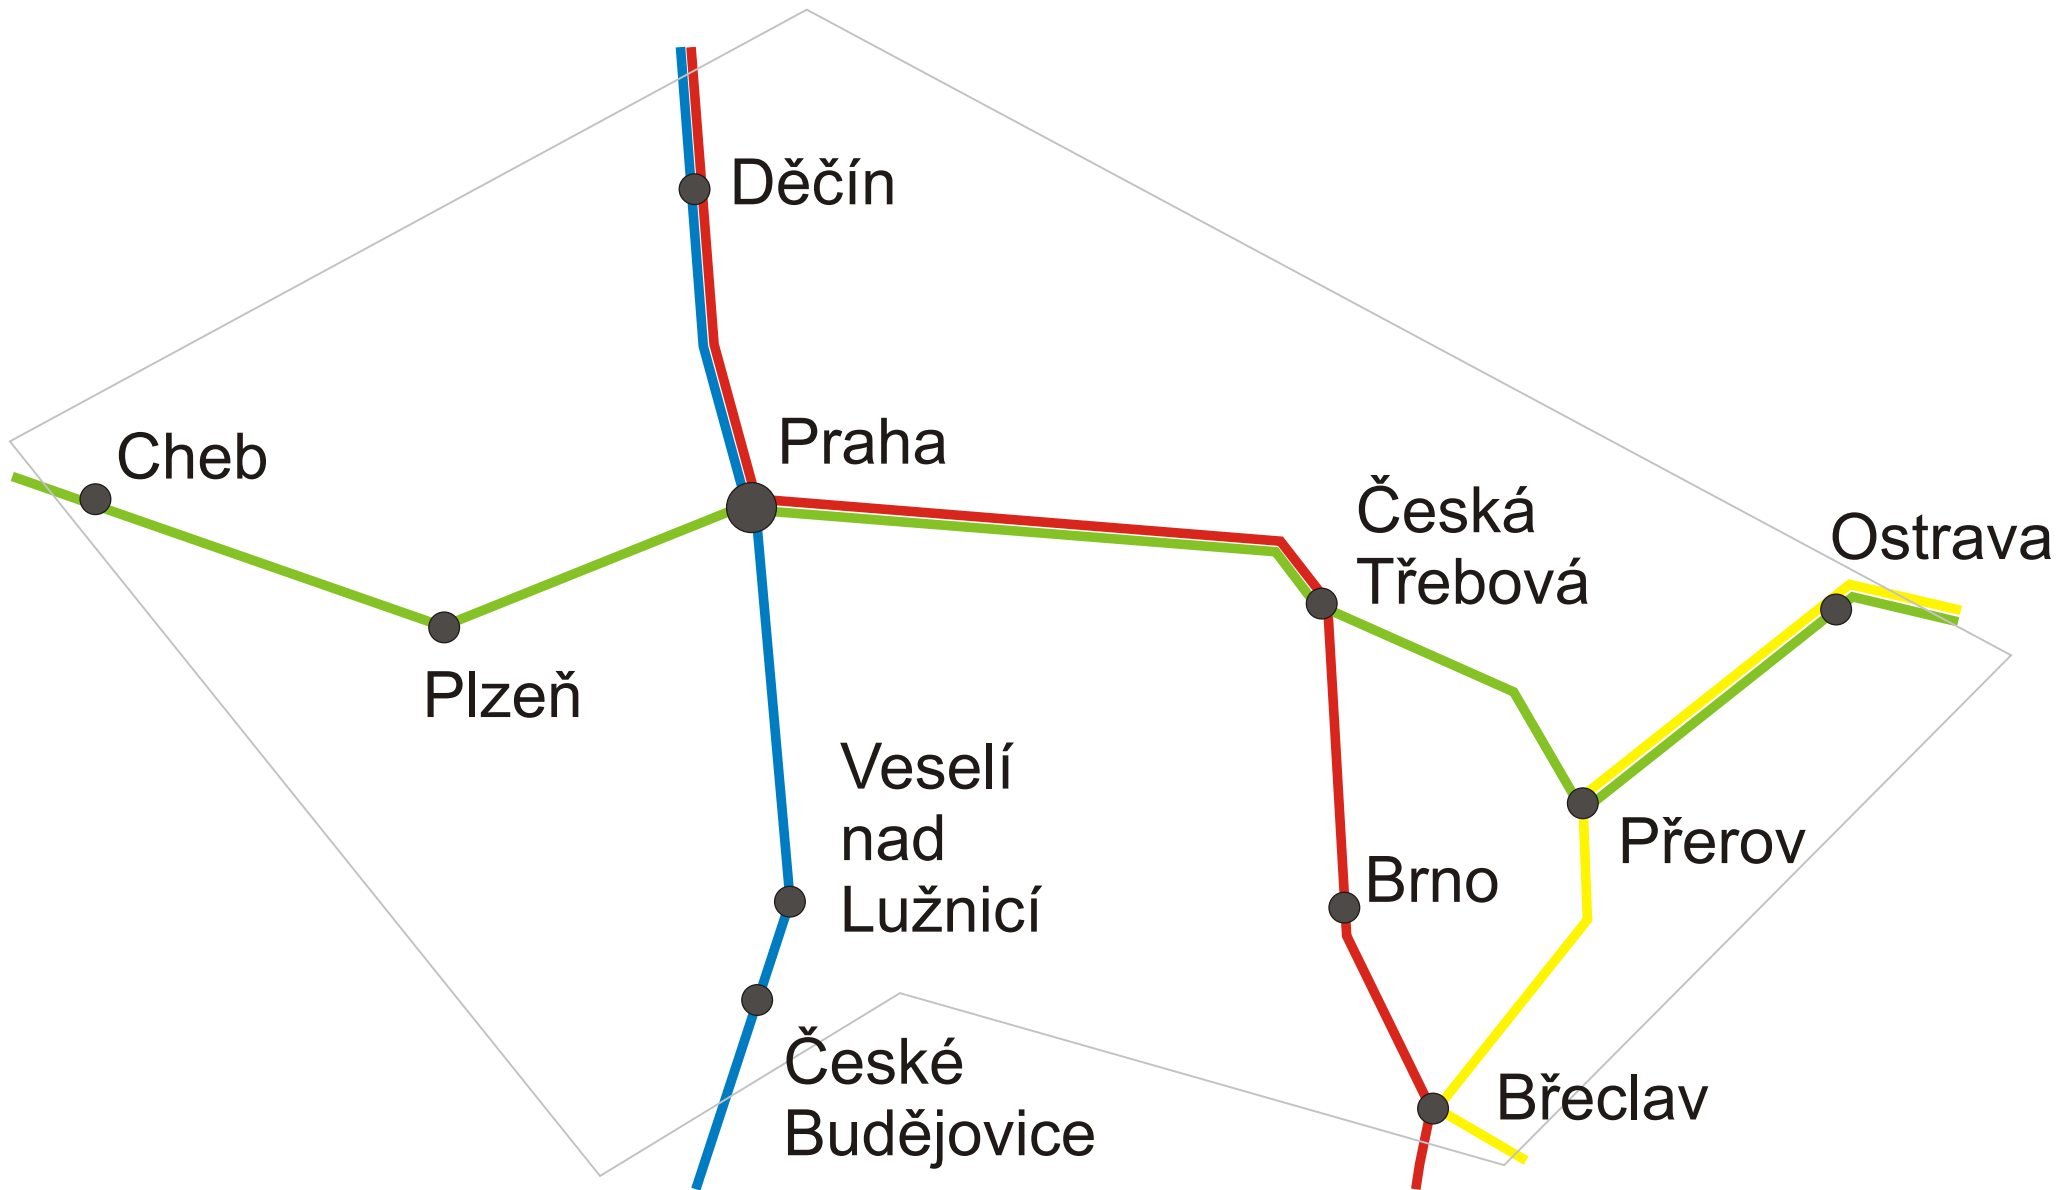 Děčín
Praha
Cheb
Česká
Třebová
Ostrava
Plzeň
Veselí
nad
Lužnicí
Přerov
Brno
České
Budějovice
Břeclav